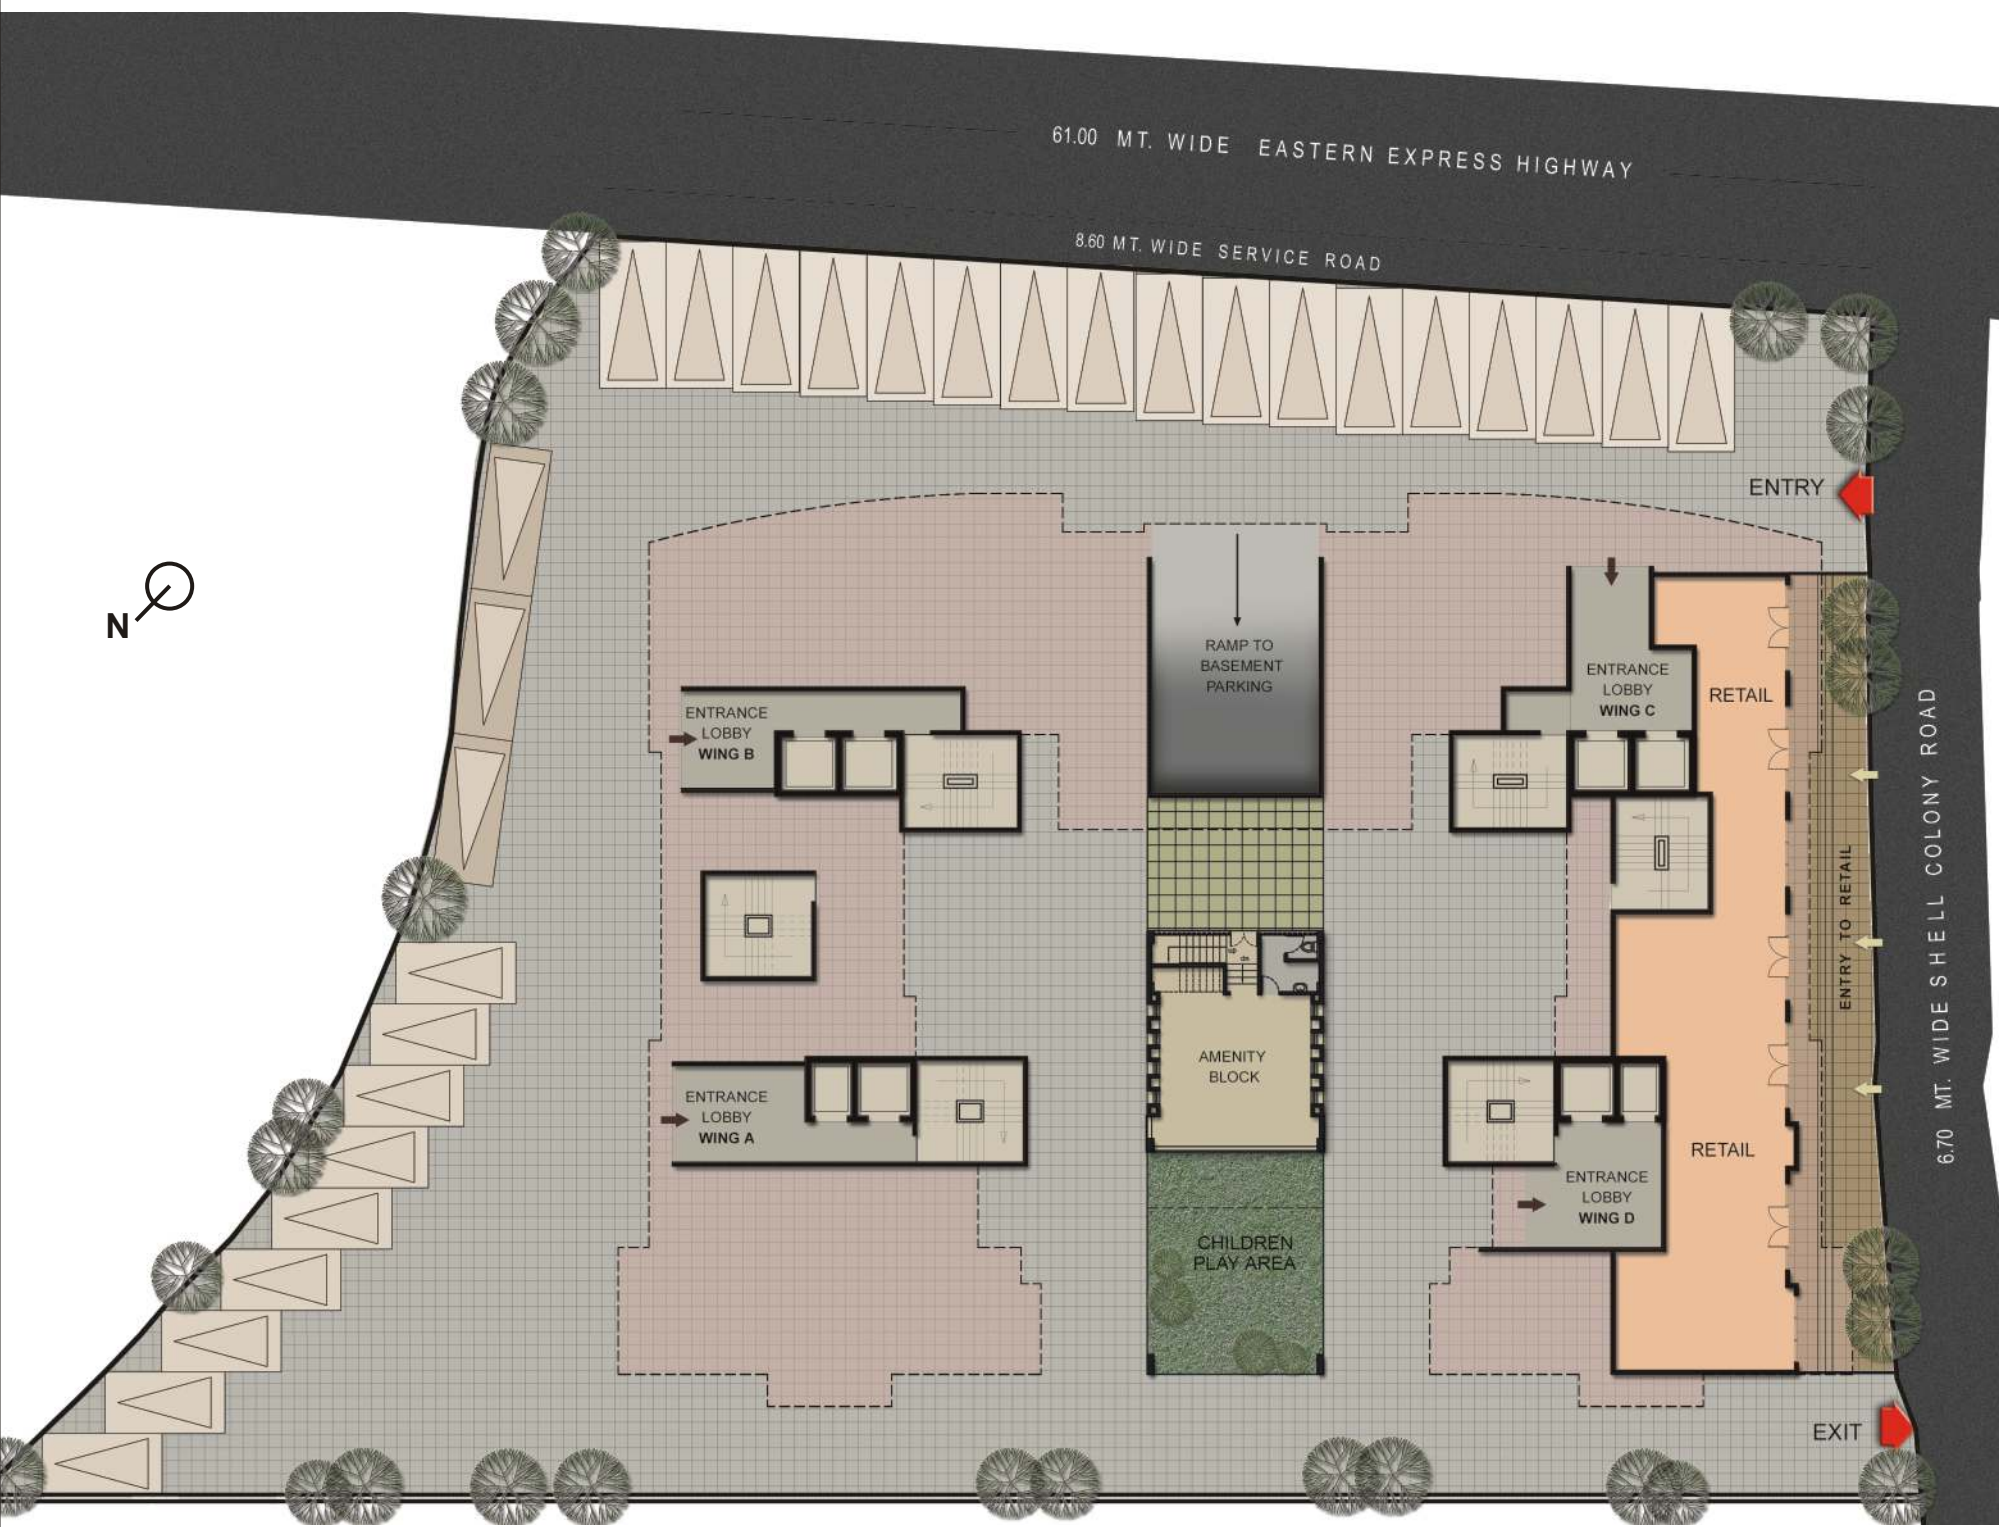 61.00 MT. WIDE EASTERN EXPRESS HIGHWAY
8.60 MT. WIDE SERVICE ROAD
ENTRY
N
RAMP TO
BASEMENT
PARKING
ENTRANCE
LOBBY
WING C
RETAIL
ENTRANCE
LOBBY
WING B
6.70 MT. WIDE SHELL COLONY ROAD
ENTRY TO RETAIL
AMENITY
BLOCK
ENTRANCE
LOBBY
WING A
RETAIL
ENTRANCE
LOBBY
WING D
CHILDREN
PLAY AREA
EXIT